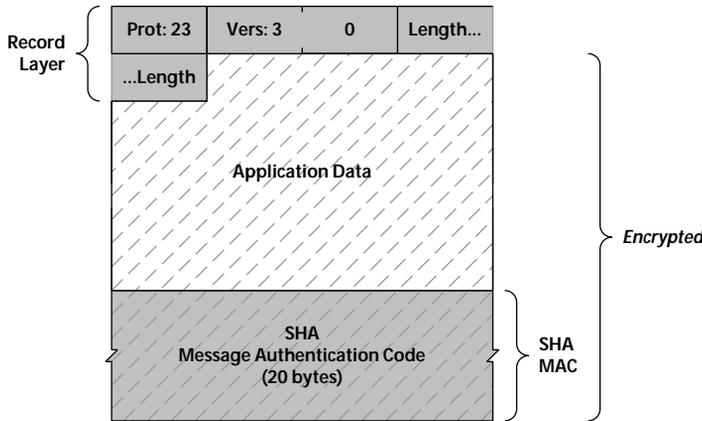 Record
Layer
Prot: 23
Vers: 3
0
Length...
...Length
Application Data
Encrypted
SHA
Message Authentication Code
(20 bytes)
SHA
MAC